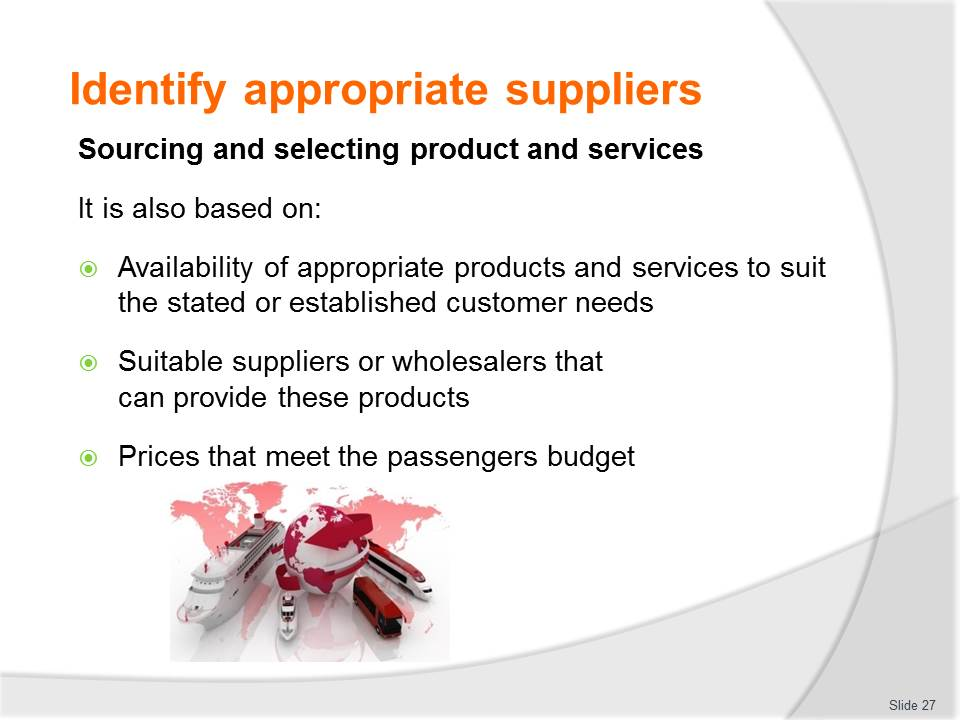 Identify appropriate suppliers
Sourcing and selecting product and services
It is also based on:
Availability of appropriate products and services to suit
the stated or established customer needs
Suitable suppliers or wholesalers that
can provide these products
Prices that meet the passengers budget
Slide 27